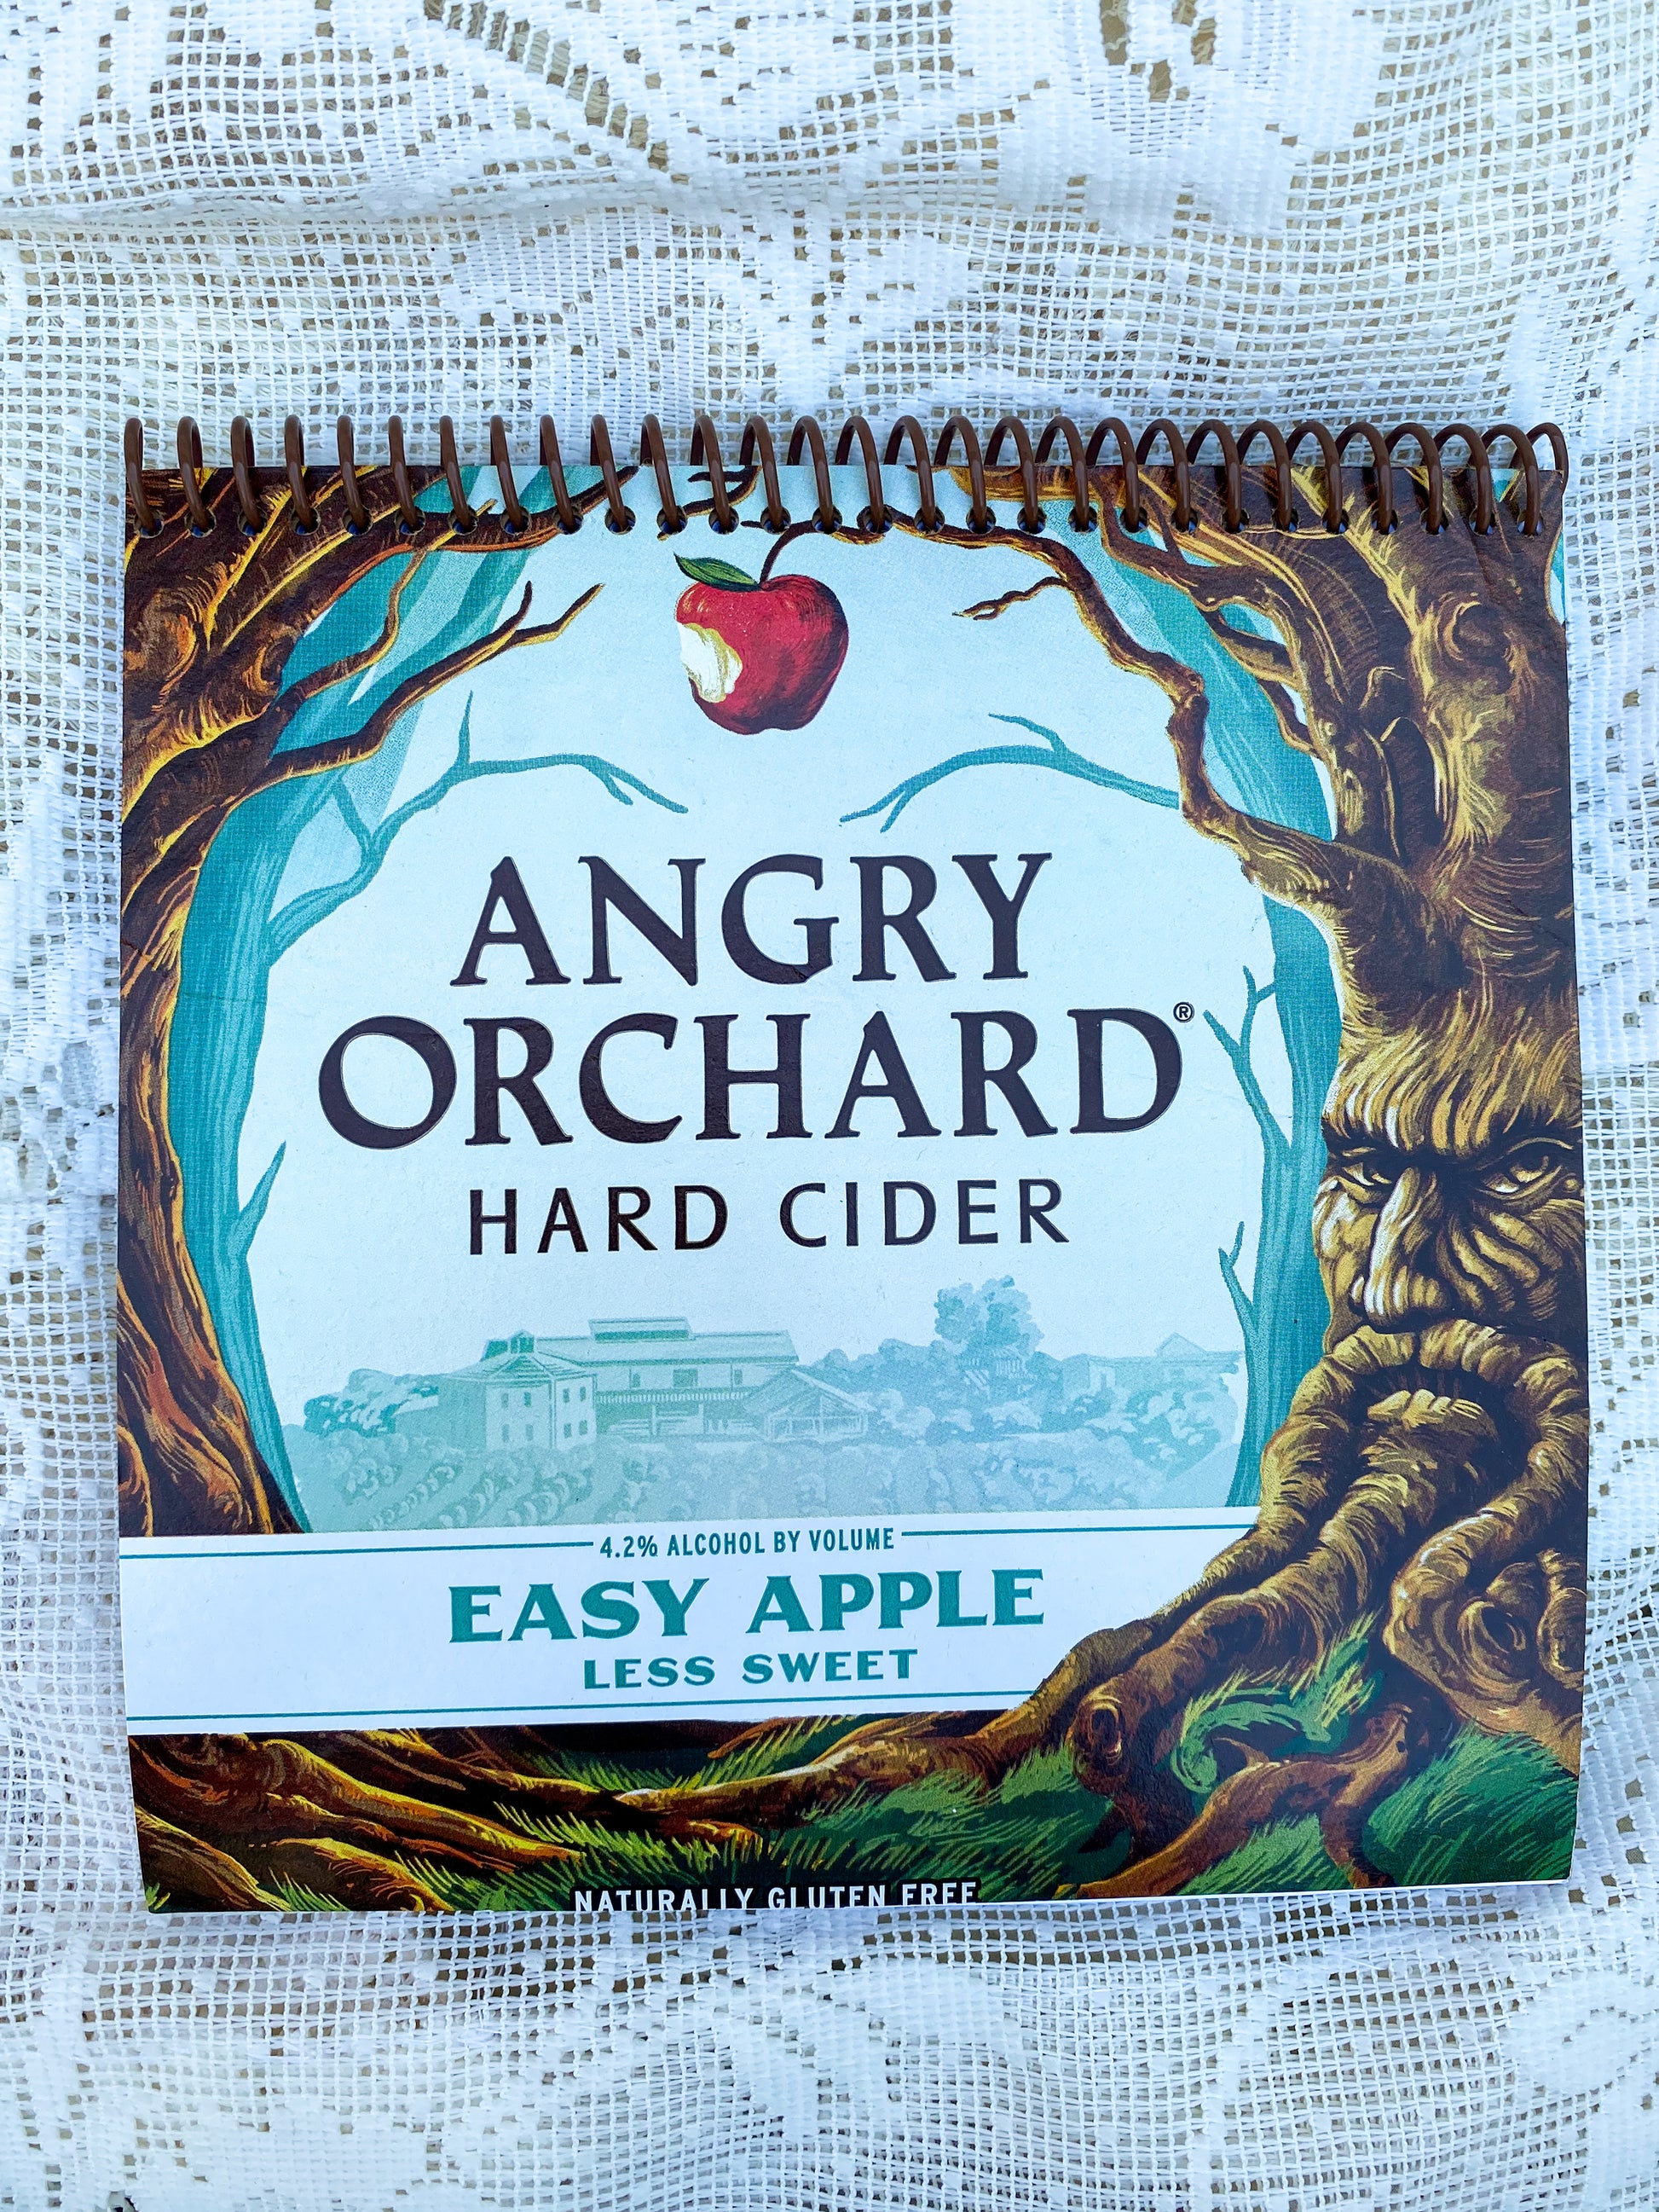 ANGRY
ORCHARD®
HARD CIDER
4.2% ALCOHOL BY VOLUME
EASY APPLE
LESS SWEET
NATURALLY GLUTEN FREE